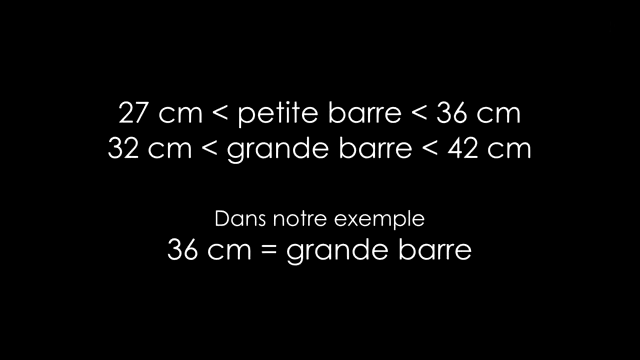 27 cm < petite barre < 36 cm
32 cm < grande barre < 42 cm
Dans notre exemple
36 cm = grande barre